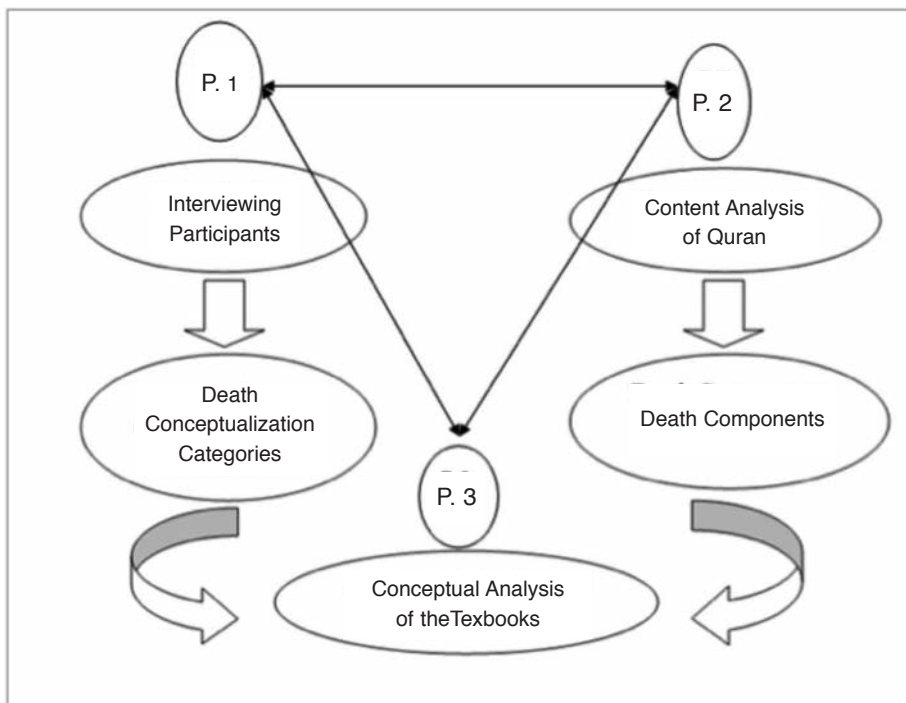 P. 1
P. 2
Interviewing
Participants
Content Analysis
of Quran
Death
Conceptualization
Categories
Death Components
P. 3
Conceptual Analysis
of theTexbooks